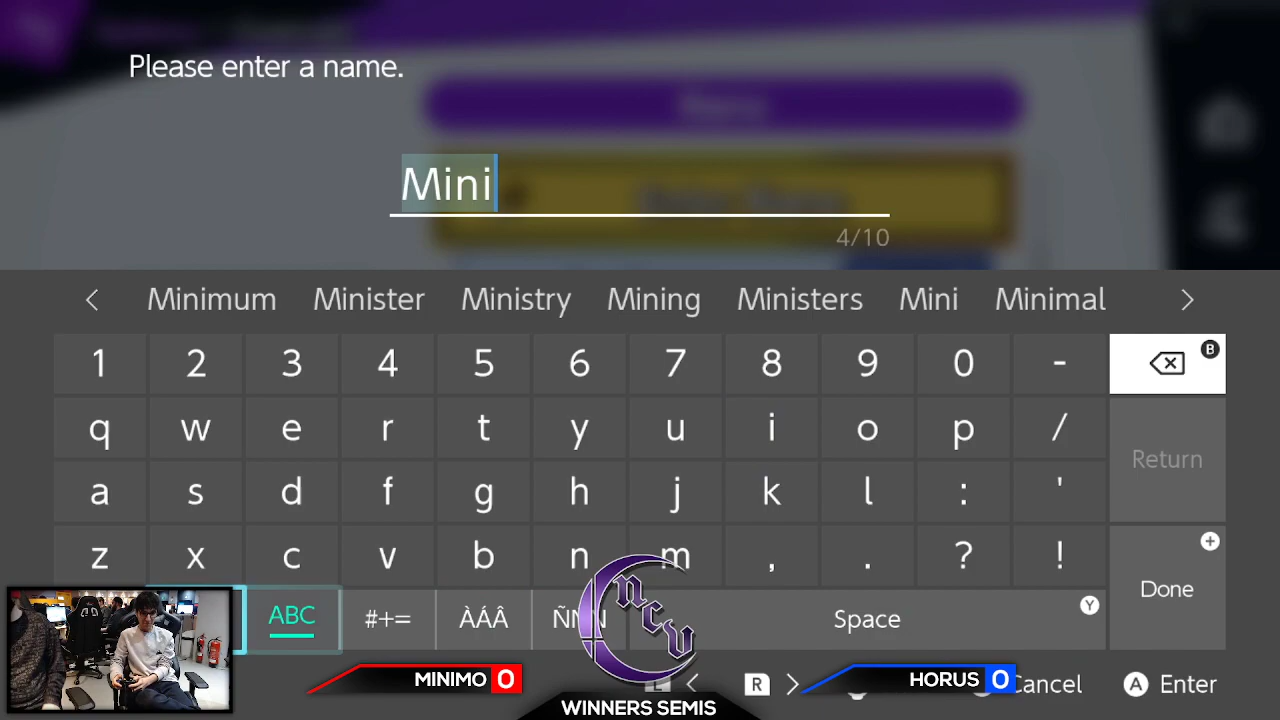 Please enter a name.
Mini
4/10
Minimum Minister Ministry Mining Ministers Mini Minimal
1 2 3 4 5 6 7 8 9 0 - B
q w e r t y u i o p /
Return
a s d f g h j k l : '
z x c v b n m , . ? ! +
Done
ABC #+= ÀÁÂ Space Y
ncv
MINIMO 0
R
HORUS 0
Cancel
A Enter
WINNERS SEMIS